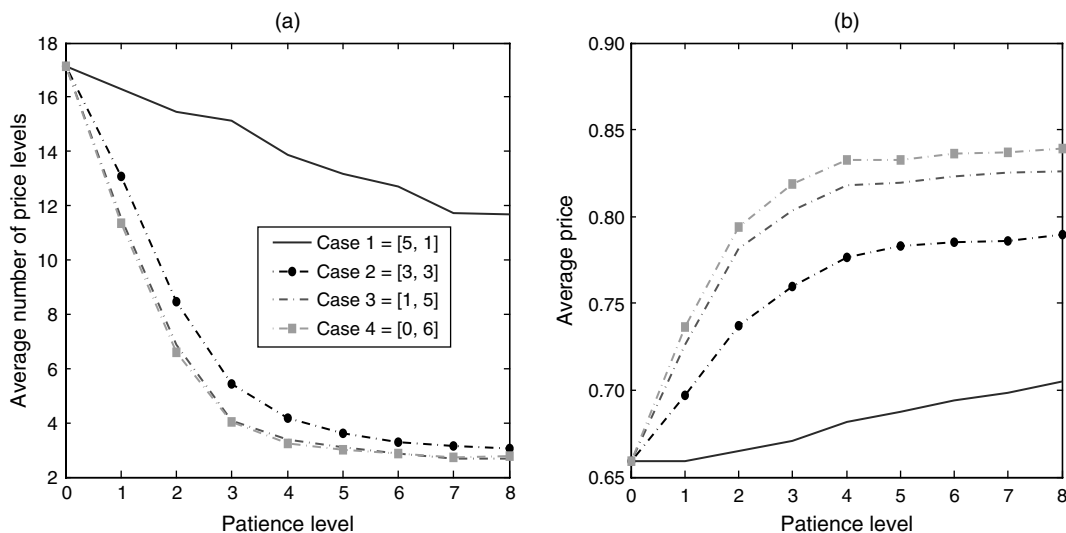 (a)
Average number of price levels
18
16
14
12
10
8
6
4
2
0 1 2 3 4 5 6 7 8
Patience level
Case 1 = [5, 1]
Case 2 = [3, 3]
Case 3 = [1, 5]
Case 4 = [0, 6]
(b)
Average price
0.90
0.85
0.80
0.75
0.70
0.65
0 1 2 3 4 5 6 7 8
Patience level